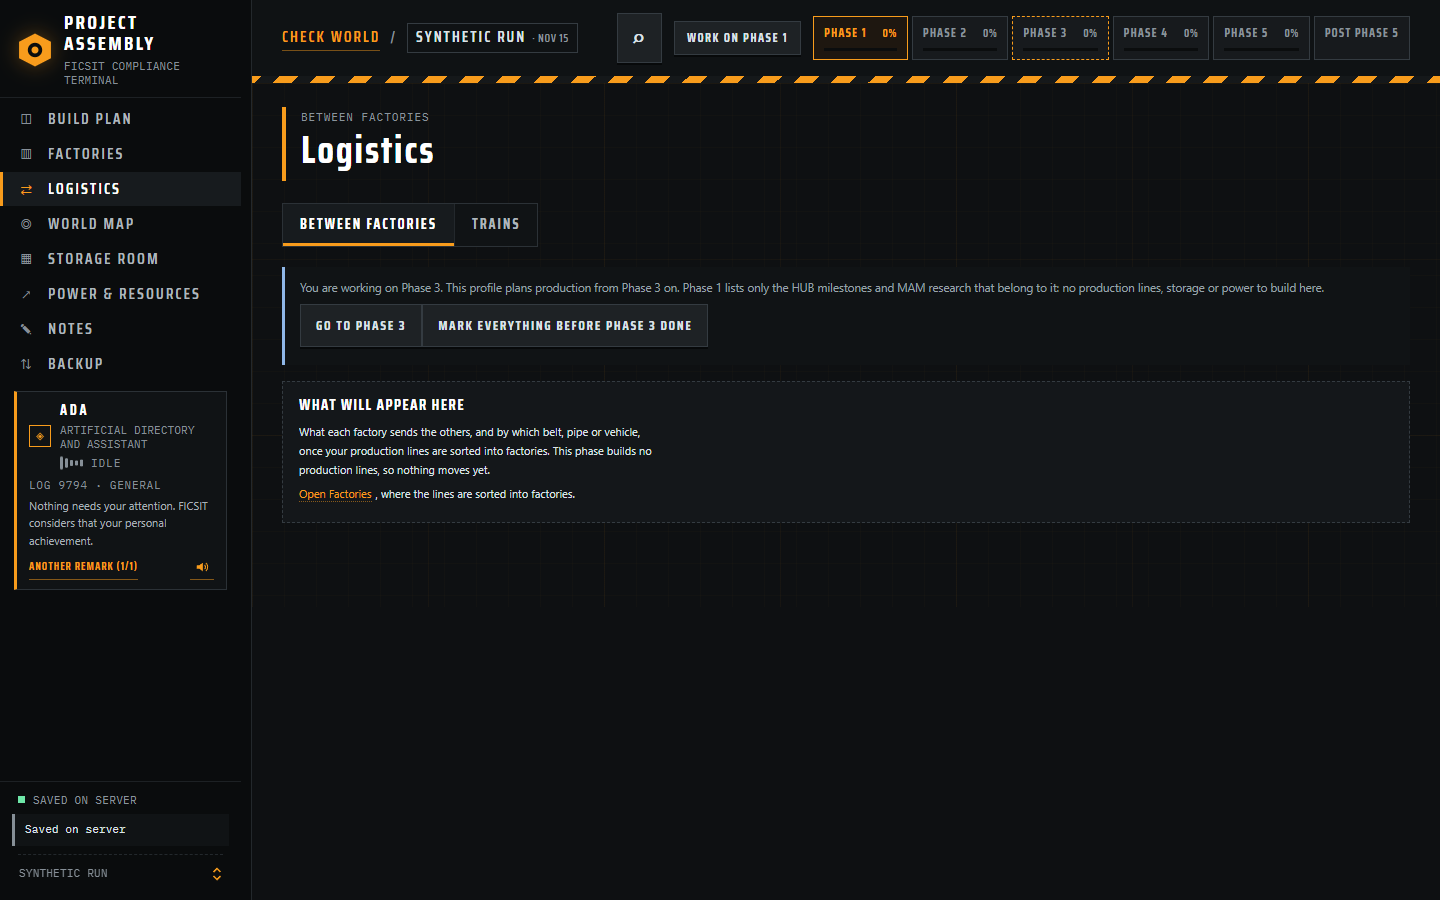 PROJECT
ASSEMBLY
FICSIT COMPLIANCE
TERMINAL
BUILD PLAN
FACTORIES
LOGISTICS
WORLD MAP
STORAGE ROOM
POWER & RESOURCES
NOTES
BACKUP
ADA
ARTIFICIAL DIRECTORY
AND ASSISTANT
IDLE
LOG 9794 · GENERAL
Nothing needs your attention. FICSIT
considers that your personal
achievement.
ANOTHER REMARK (1/1)
SAVED ON SERVER
Saved on server
SYNTHETIC RUN
CHECK WORLD / SYNTHETIC RUN · NOV 15
WORK ON PHASE 1
PHASE 1 0%
PHASE 2 0%
PHASE 3 0%
PHASE 4 0%
PHASE 5 0%
POST PHASE 5
BETWEEN FACTORIES
Logistics
BETWEEN FACTORIES
TRAINS
You are working on Phase 3. This profile plans production from Phase 3 on. Phase 1 lists only the HUB milestones and MAM research that belong to it: no production lines, storage or power to build here.
GO TO PHASE 3
MARK EVERYTHING BEFORE PHASE 3 DONE
WHAT WILL APPEAR HERE
What each factory sends the others, and by which belt, pipe or vehicle,
once your production lines are sorted into factories. This phase builds no
production lines, so nothing moves yet.
Open Factories , where the lines are sorted into factories.